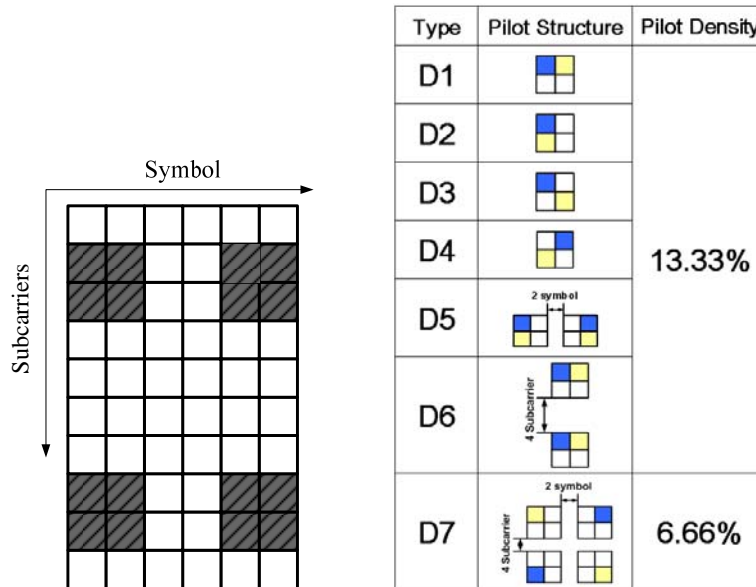 Symbol
Subcarriers
Type Pilot Structure Pilot Density
D1
D2
D3
D4
13.33%
D5
2 symbol
D6
4 Subcarrier
D7
2 symbol
4 Subcarrier
6.66%